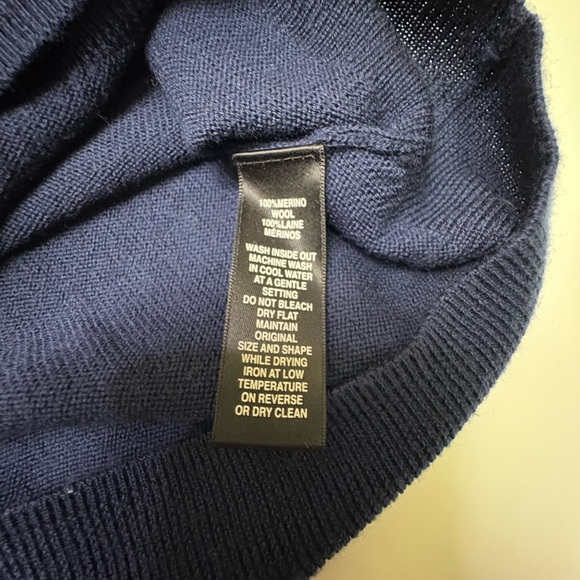 100%MERINO
WOOL
100%LAINE
MÉRINOS
WASH INSIDE OUT
MACHINE WASH
IN COOL WATER
AT A GENTLE
SETTING
DO NOT BLEACH
DRY FLAT
MAINTAIN
ORIGINAL
SIZE AND SHAPE
WHILE DRYING
IRON AT LOW
TEMPERATURE
ON REVERSE
OR DRY CLEAN